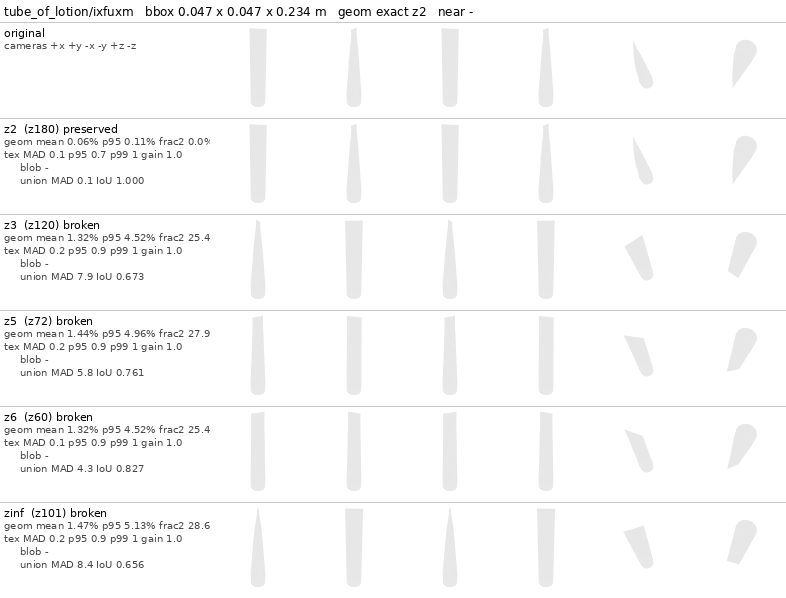 tube_of_lotion/ixfuxm   bbox 0.047 x 0.047 x 0.234 m   geom exact z2   near -
original
cameras +x +y -x -y +z -z
z2  (z180) preserved
geom mean 0.06% p95 0.11% frac2 0.0%
tex MAD 0.1 p95 0.7 p99 1 gain 1.0
blob -
union MAD 0.1 IoU 1.000
z3  (z120) broken
geom mean 1.32% p95 4.52% frac2 25.4
tex MAD 0.2 p95 0.9 p99 1 gain 1.0
blob -
union MAD 7.9 IoU 0.673
z5  (z72) broken
geom mean 1.44% p95 4.96% frac2 27.9
tex MAD 0.2 p95 0.9 p99 1 gain 1.0
blob -
union MAD 5.8 IoU 0.761
z6  (z60) broken
geom mean 1.32% p95 4.52% frac2 25.4
tex MAD 0.1 p95 0.9 p99 1 gain 1.0
blob -
union MAD 4.3 IoU 0.827
zinf  (z101) broken
geom mean 1.47% p95 5.13% frac2 28.6
tex MAD 0.2 p95 0.9 p99 1 gain 1.0
blob -
union MAD 8.4 IoU 0.656